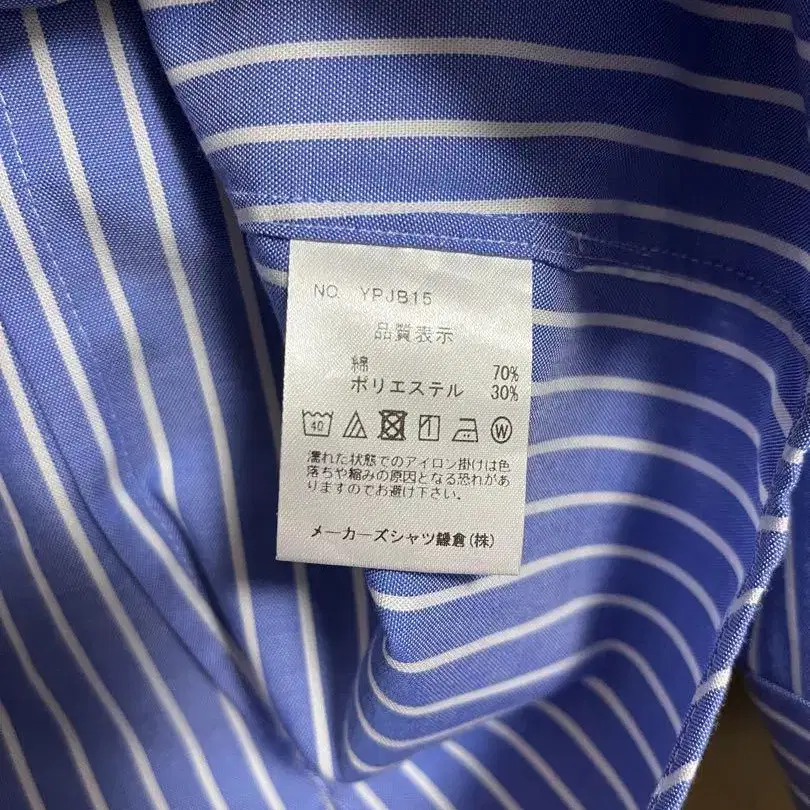 NO. YPJB15
品質表示
綿 70%
ポリエステル 30%
40 W
濡れた状態でのアイロン掛けは色
落ちや縮みの原因となる恐れがあ
りますのでお避け下さい。
メーカーズシャツ鎌倉(株)